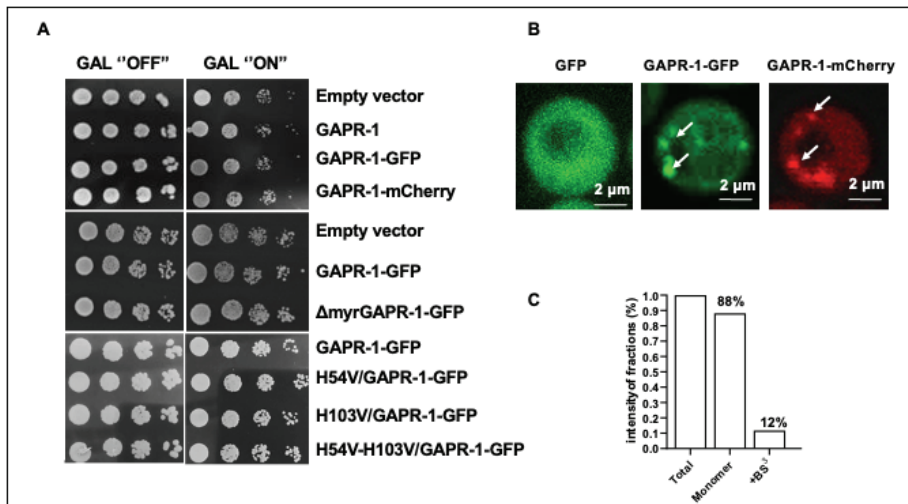 A
GAL ‘’OFF”
GAL ‘’ON”
Empty vector
GAPR-1
GAPR-1-GFP
GAPR-1-mCherry
Empty vector
GAPR-1-GFP
ΔmyrGAPR-1-GFP
GAPR-1-GFP
H54V/GAPR-1-GFP
H103V/GAPR-1-GFP
H54V-H103V/GAPR-1-GFP
B
GFP
GAPR-1-GFP
GAPR-1-mCherry
2 μm
2 μm
2 μm
C
intensity of fractions (%)
1.0
0.9
0.8
0.7
0.6
0.5
0.4
0.3
0.2
0.1
0.0
88%
12%
Total
Monomer
+BS³